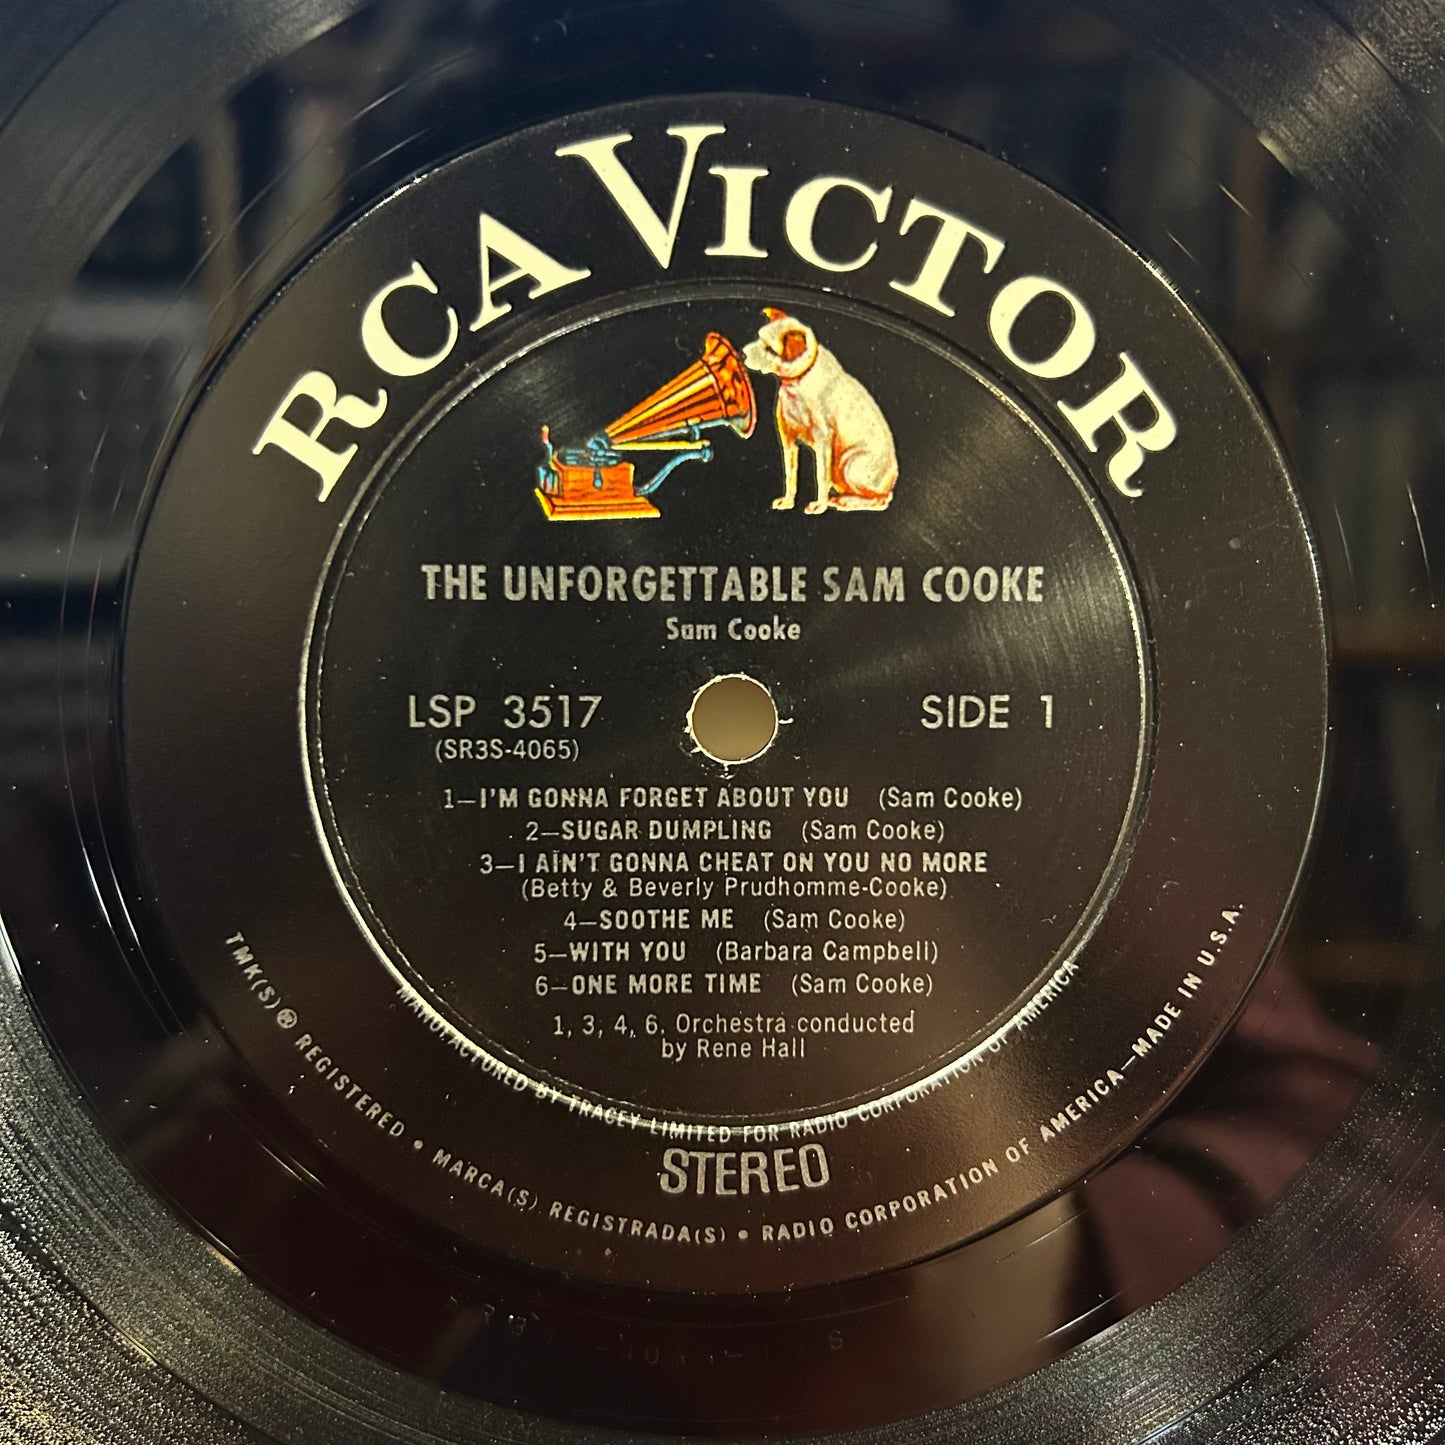 RCA VICTOR
THE UNFORGETTABLE SAM COOKE
Sam Cooke
LSP 3517
(SR3S-4065)
SIDE 1
1—I'M GONNA FORGET ABOUT YOU (Sam Cooke)
2—SUGAR DUMPLING (Sam Cooke)
3—I AIN'T GONNA CHEAT ON YOU NO MORE
(Betty & Beverly Prudhomme-Cooke)
4—SOOTHE ME (Sam Cooke)
5—WITH YOU (Barbara Campbell)
6—ONE MORE TIME (Sam Cooke)
1, 3, 4, 6. Orchestra conducted
by Rene Hall
MANUFACTURED BY TRACEY LIMITED FOR RADIO CORPORATION OF AMERICA
STEREO
TMK(S) ® REGISTERED • MARCA(S) REGISTRADA(S) • RADIO CORPORATION OF AMERICA—MADE IN U.S.A.